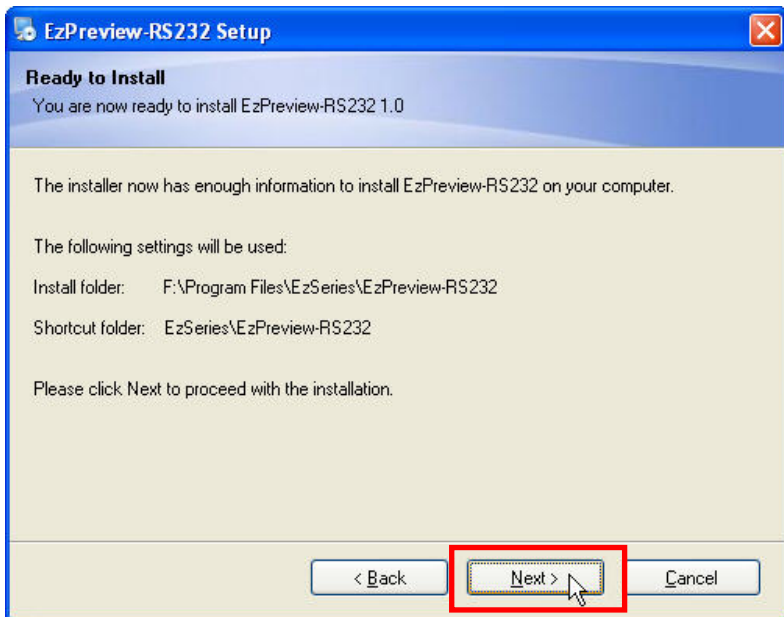 EzPreview-RS232 Setup
Ready to Install
You are now ready to install EzPreview-RS232 1.0
The installer now has enough information to install EzPreview-RS232 on your computer.
The following settings will be used:
Install folder: F:\Program Files\EzSeries\EzPreview-RS232
Shortcut folder: EzSeries\EzPreview-RS232
Please click Next to proceed with the installation.
< Back Next > Cancel